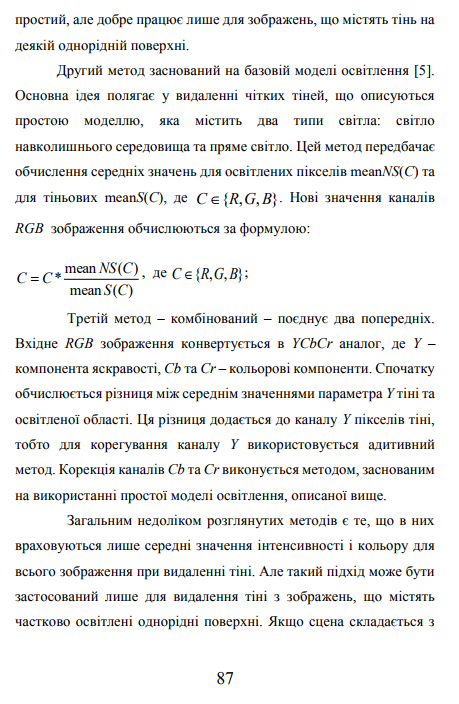 простий, але добре працює лише для зображень, що містять тінь на
деякій однорідній поверхні.
Другий метод заснований на базовій моделі освітлення [5].
Основна ідея полягає у видаленні чітких тіней, що описуються
простою моделлю, яка містить два типи світла: світло
навколишнього середовища та пряме світло. Цей метод передбачає
обчислення середніх значень для освітлених пікселів meanNS(C) та
для тіньових meanS(C), де C∈{R,G,B}. Нові значення каналів
RGB зображення обчислюються за формулою:
C = C* mean NS(C) / mean S(C), де C∈{R,G,B};
Третій метод – комбінований – поєднує два попередніх.
Вхідне RGB зображення конвертується в YCbCr аналог, де Y –
компонента яскравості, Cb та Cr – кольорові компоненти. Спочатку
обчислюється різниця між середнім значеннями параметра Y тіні та
освітленої області. Ця різниця додається до каналу Y пікселів тіні,
тобто для корегування каналу Y використовується адитивний
метод. Корекція каналів Cb та Cr виконується методом, заснованим
на використанні простої моделі освітлення, описаної вище.
Загальним недоліком розглянутих методів є те, що в них
враховуються лише середні значення інтенсивності і кольору для
всього зображення при видаленні тіні. Але такий підхід може бути
застосований лише для видалення тіні з зображень, що містять
частково освітлені однорідні поверхні. Якщо сцена складається з
87